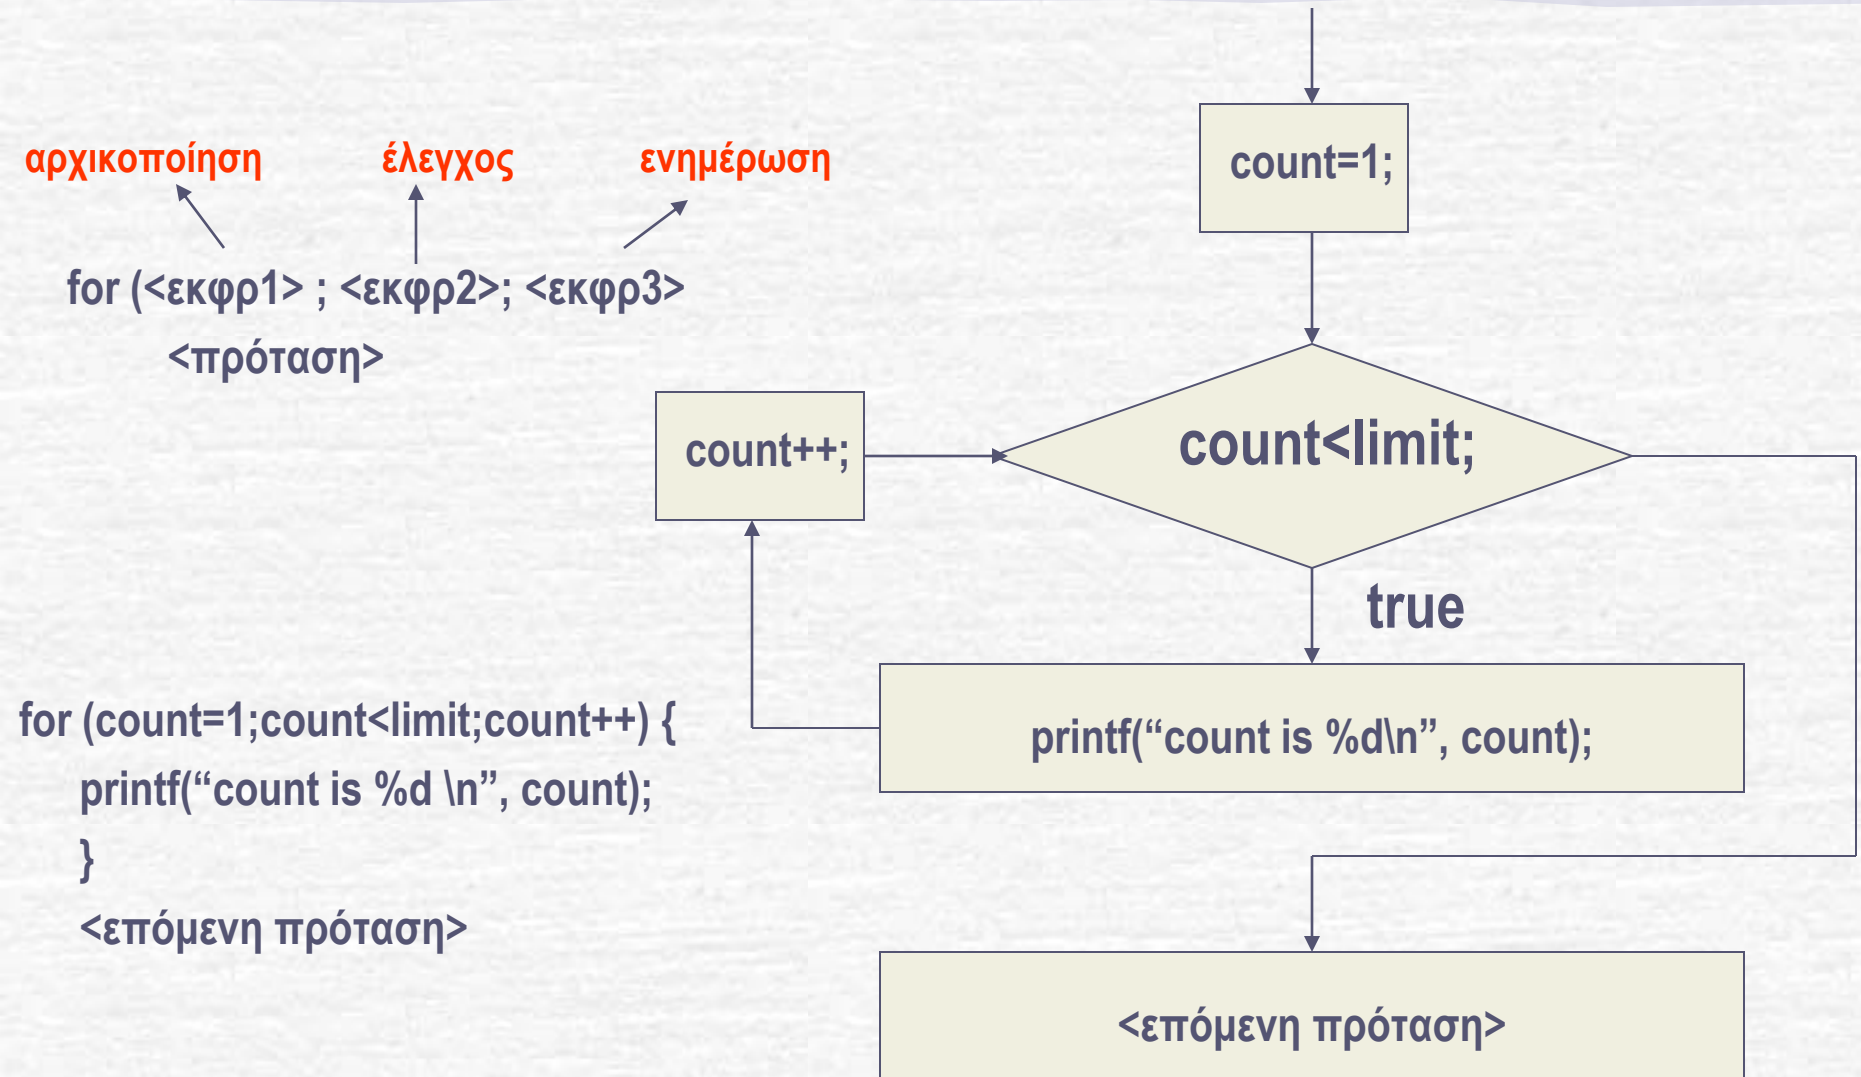 αρχικοποίηση έλεγχος ενημέρωση
for (<εκφρ1> ; <εκφρ2>; <εκφρ3>
<πρόταση>
for (count=1;count<limit;count++) {
printf(“count is %d \n”, count);
}
<επόμενη πρόταση>
count=1;
count<limit;
count++;
true
printf(“count is %d\n”, count);
<επόμενη πρόταση>